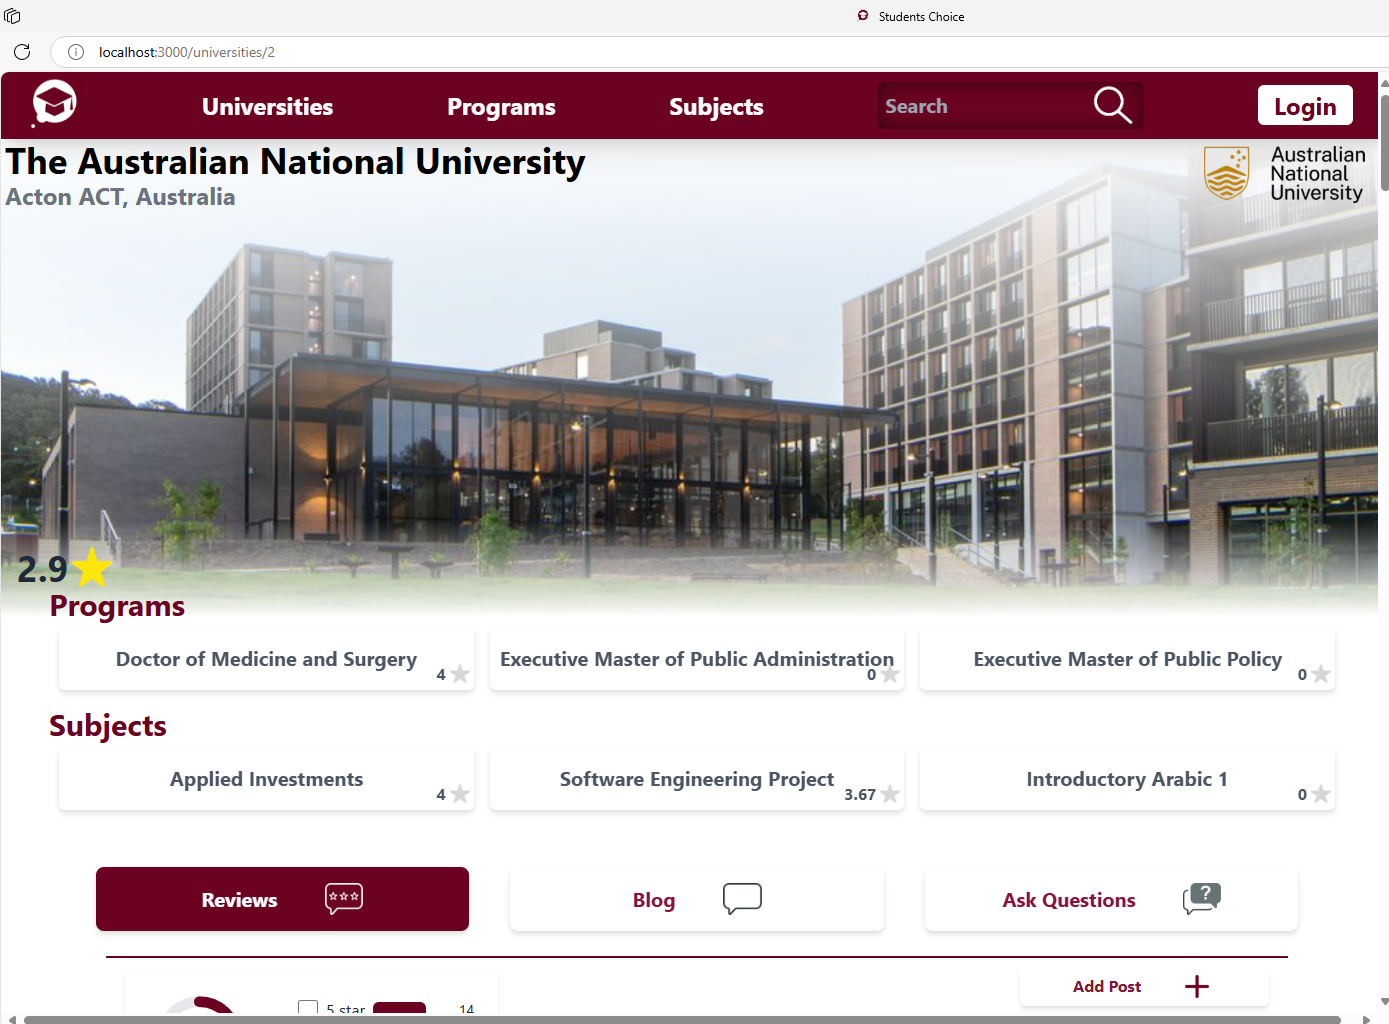 Students Choice
localhost:3000/universities/2
Universities
Programs
Subjects
Search
Login
The Australian National University
Acton ACT, Australia
Australian
National
University
2.9
Programs
Doctor of Medicine and Surgery
4
Executive Master of Public Administration
0
Executive Master of Public Policy
0
Subjects
Applied Investments
4
Software Engineering Project
3.67
Introductory Arabic 1
0
Reviews
Blog
Ask Questions
?
Add Post
5 star
14